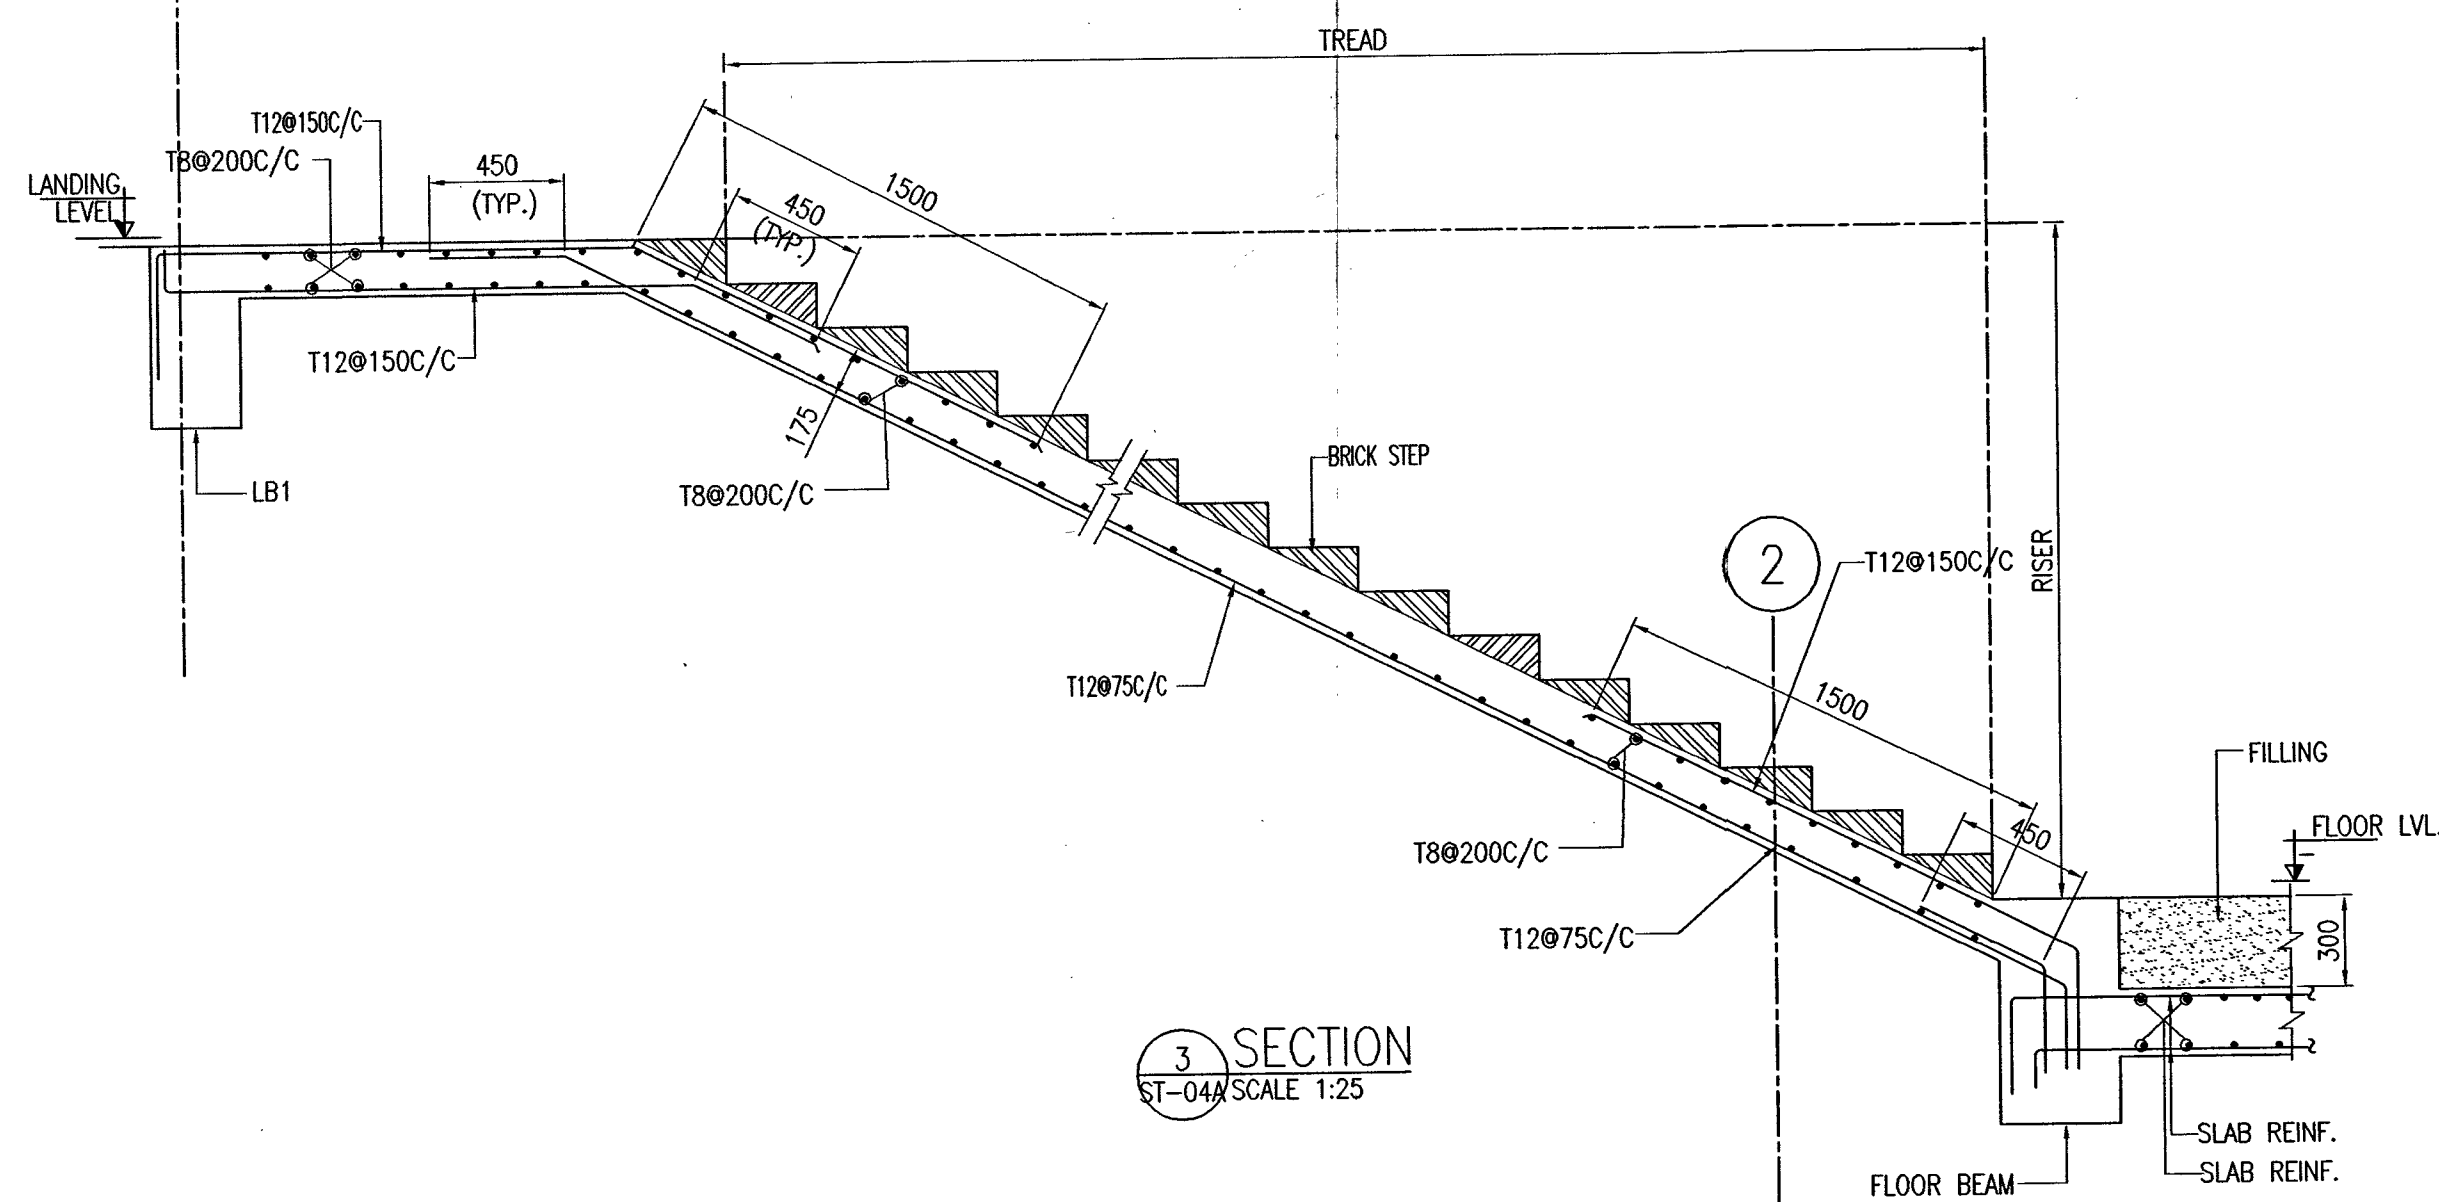 TREAD
T12@150C/C
T8@200C/C
450
(TYP.)
LANDING
LEVEL
1500
450
(TYP.)
T12@150C/C
175
LB1
T8@200C/C
BRICK STEP
2
T12@150C/C
RISER
T12@75C/C
1500
FILLING
450
FLOOR LVL.
T8@200C/C
T12@75C/C
300
3
SECTION
ST-04A
SCALE 1:25
SLAB REINF.
SLAB REINF.
FLOOR BEAM